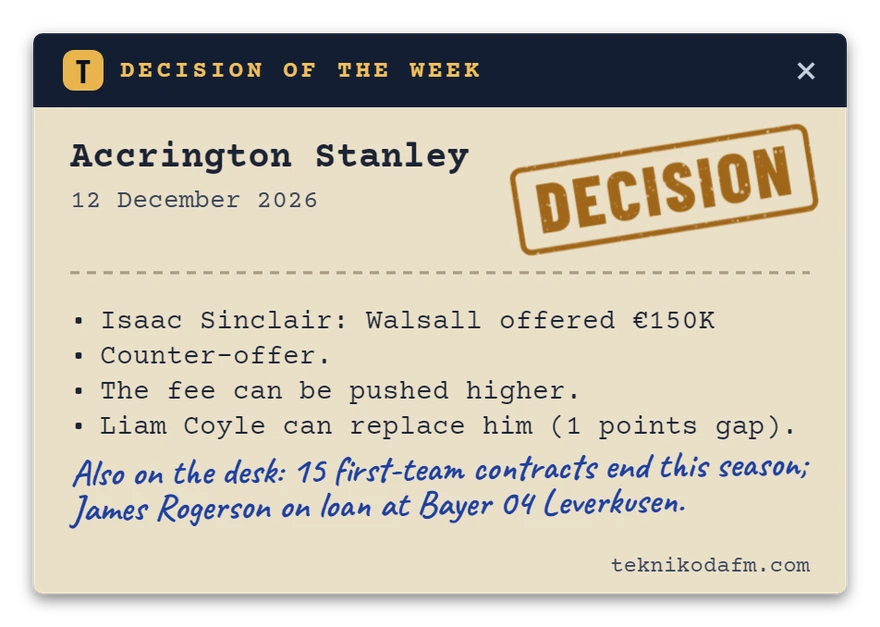 T DECISION OF THE WEEK ×
Accrington Stanley
12 December 2026
DECISION
• Isaac Sinclair: Walsall offered €150K
• Counter-offer.
• The fee can be pushed higher.
• Liam Coyle can replace him (1 points gap).
Also on the desk: 15 first-team contracts end this season;
James Rogerson on loan at Bayer 04 Leverkusen.
teknikodafm.com